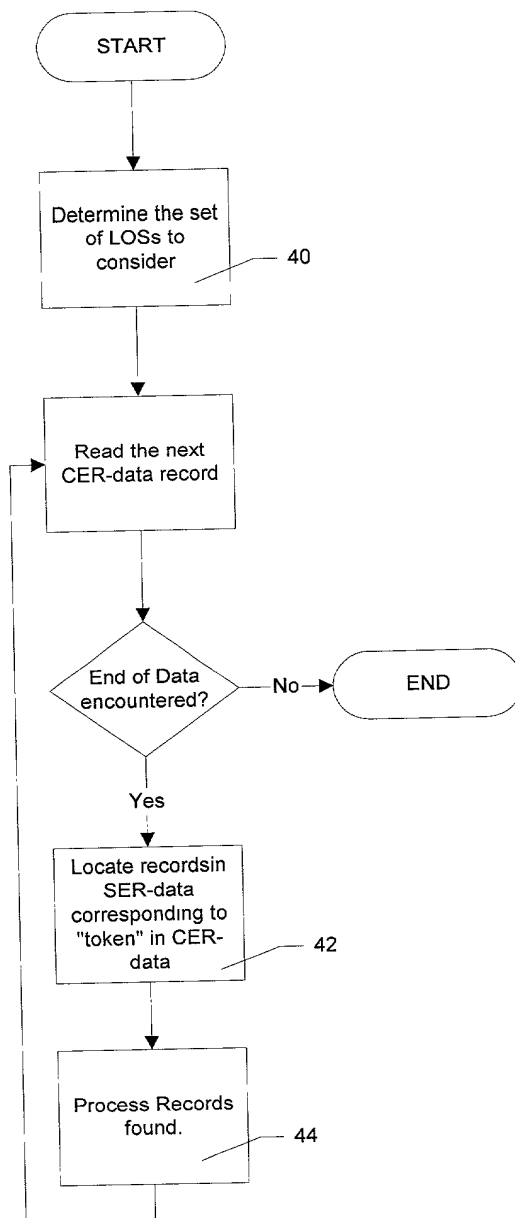 START
Determine the set
of LOSs to
consider
40
Read the next
CER-data record
End of Data
encountered?
No
END
Yes
Locate recordsin
SER-data
corresponding to
"token" in CER-
data
42
Process Records
found.
44